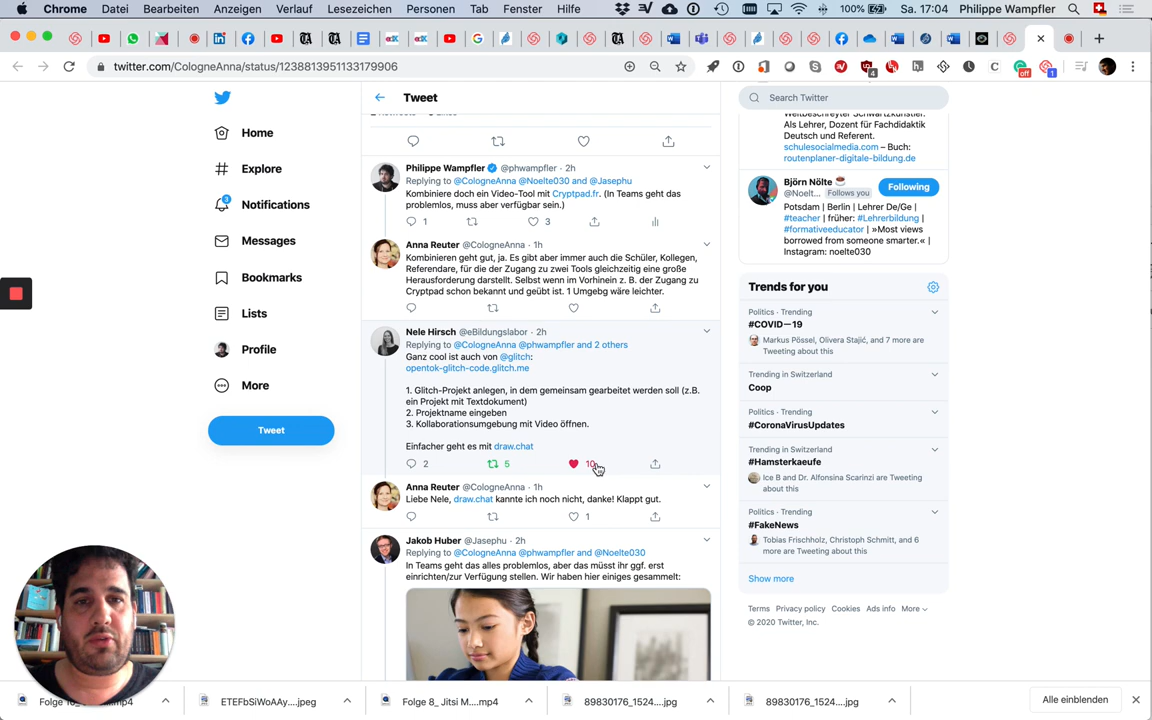 Chrome Datei Bearbeiten Anzeigen Verlauf Lesezeichen Personen Tab Fenster Hilfe 100% Sa. 17:04 Philippe Wampfler
twitter.com/CologneAnna/status/1238813951133179906
4
off
1
Home
Explore
3
Notifications
Messages
Bookmarks
Lists
Profile
More
Tweet
Tweet
Philippe Wampfler @phwampfler · 2h
Replying to @CologneAnna @Noelte030 and @Jasephu
Kombiniere doch ein Video-Tool mit Cryptpad.fr. (In Teams geht das
problemlos, muss aber verfügbar sein.)
1 3
Anna Reuter @CologneAnna · 1h
Kombinieren geht gut, ja. Es gibt aber immer auch die Schüler, Kollegen,
Referendare, für die der Zugang zu zwei Tools gleichzeitig eine große
Herausforderung darstellt. Selbst wenn im Vorhinein z. B. der Zugang zu
Cryptpad schon bekannt und geübt ist. 1 Umgebg wäre leichter.
Nele Hirsch @eBildungslabor · 2h
Replying to @CologneAnna @phwampfler and 2 others
Ganz cool ist auch von @glitch:
opentok-glitch-code.glitch.me
1. Glitch-Projekt anlegen, in dem gemeinsam gearbeitet werden soll (z.B.
ein Projekt mit Textdokument)
2. Projektname eingeben
3. Kollaborationsumgebung mit Video öffnen.
Einfacher geht es mit draw.chat
2 5 10
Anna Reuter @CologneAnna · 1h
Liebe Nele, draw.chat kannte ich noch nicht, danke! Klappt gut.
1
Jakob Huber @Jasephu · 2h
Replying to @CologneAnna @phwampfler and @Noelte030
In Teams geht das alles problemlos, aber das müsst ihr ggf. erst
einrichten/zur Verfügung stellen. Wir haben hier einiges gesammelt:
Search Twitter
Weltbeschreyter Schwartzkünstler.
Als Lehrer, Dozent für Fachdidaktik
Deutsch und Referent.
schulesocialmedia.com – Buch:
routenplaner-digitale-bildung.de
Björn Nölte
@Noelt... Follows you
Following
Potsdam | Berlin | Lehrer De/Ge |
#teacher | früher: #Lehrerbildung |
#formativeeducator | »Most views
borrowed from someone smarter.« |
Instagram: noelte030
Trends for you
Politics · Trending
#COVID—19
Markus Pössel, Olivera Stajić, and 7 more are
Tweeting about this
Trending in Switzerland
Coop
Politics · Trending
#CoronaVirusUpdates
Trending in Switzerland
#Hamsterkaeufe
Ice B and Dr. Alfonsina Scarinzi are Tweeting
about this
Politics · Trending
#FakeNews
Tobias Frischholz, Christoph Schmitt, and 6
more are Tweeting about this
Show more
Terms Privacy policy Cookies Ads info More
© 2020 Twitter, Inc.
ETEFbSiWoAAy....jpeg
Folge 8_ Jitsi M....mp4
89830176_1524....jpg
89830176_1524....jpg
Alle einblenden